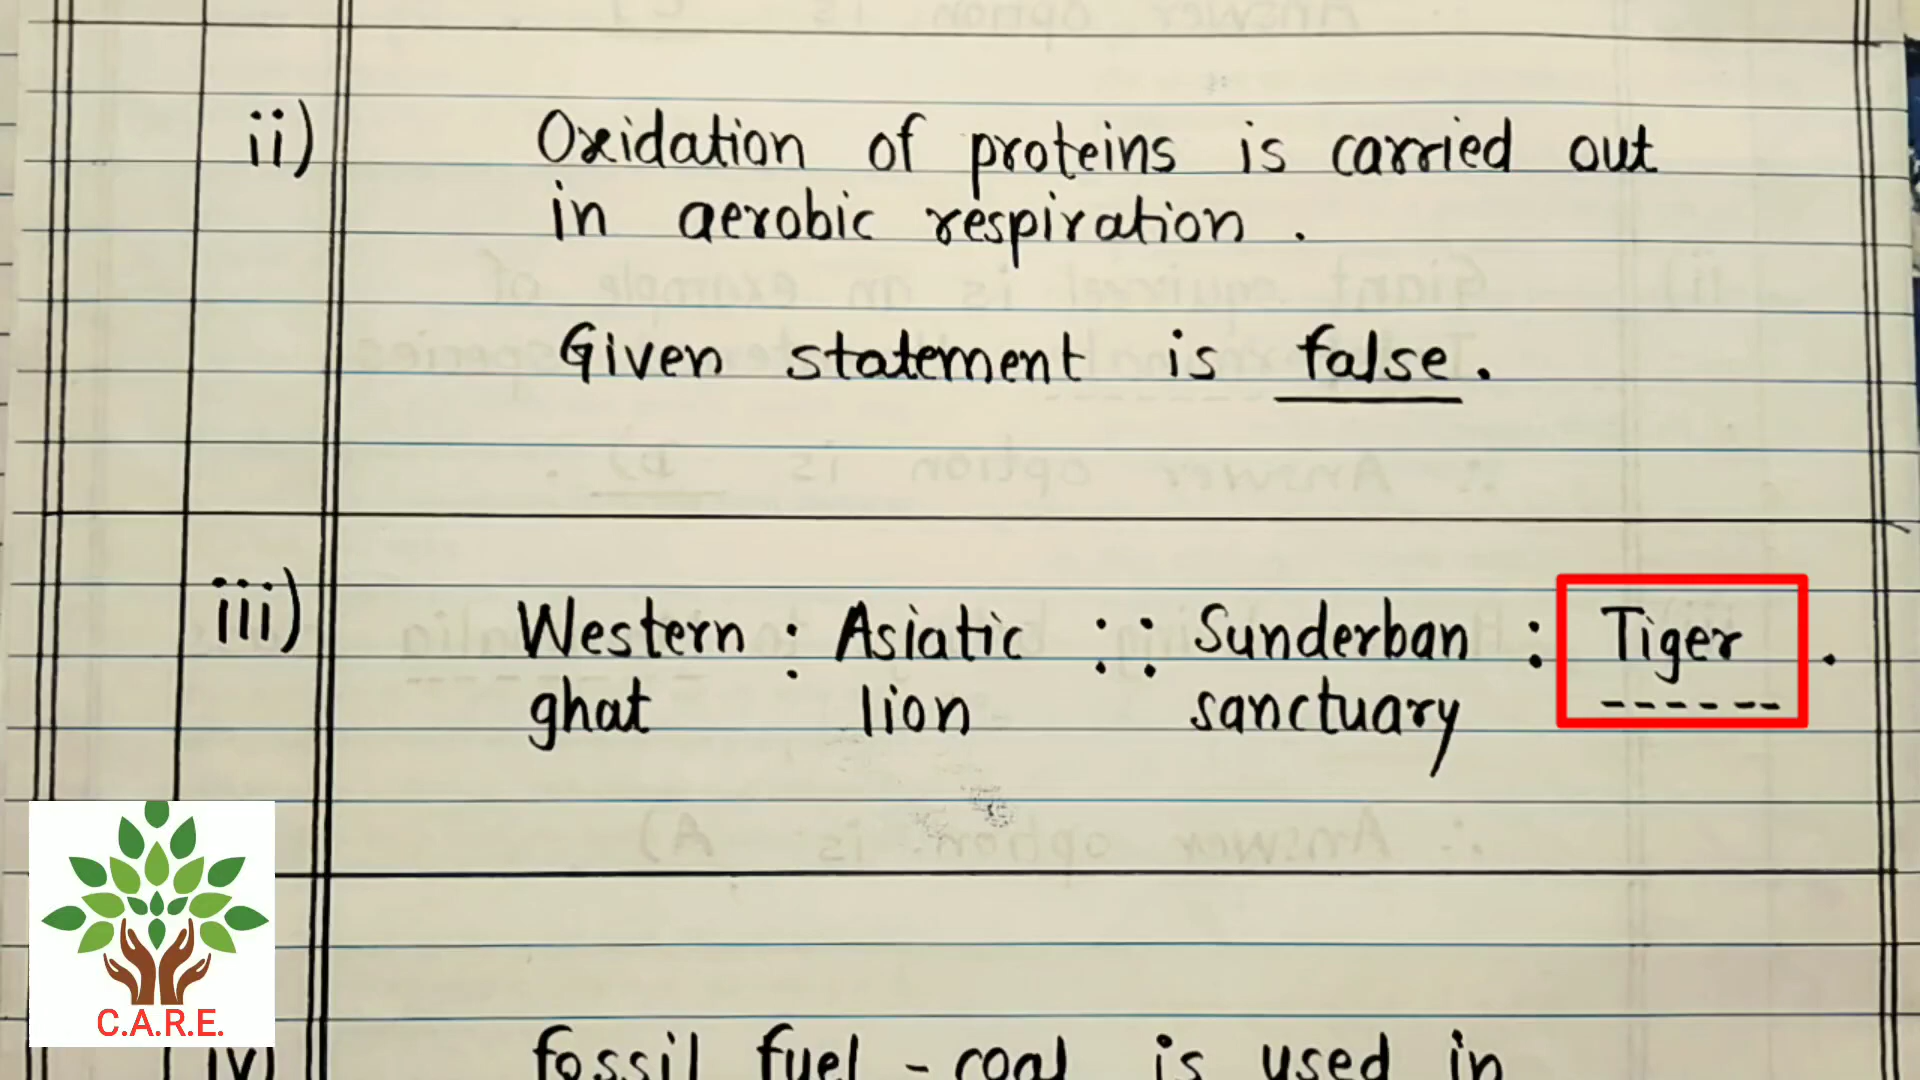 ii) Oxidation of proteins is carried out
in aerobic respiration .
Given statement is false.
iii) Western : Asiatic :: Sunderban : Tiger .
ghat lion sanctuary
C.A.R.E.
iv) fossil fuel - coal is used in